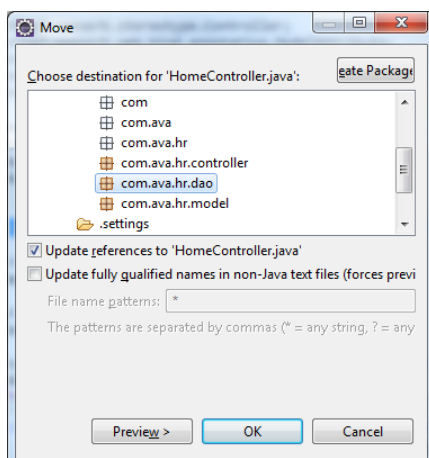 Move
Choose destination for 'HomeController.java':
eate Package
com
com.ava
com.ava.hr
com.ava.hr.controller
com.ava.hr.dao
com.ava.hr.model
.settings
Update references to 'HomeController.java'
Update fully qualified names in non-Java text files (forces previ
File name patterns: *
The patterns are separated by commas (* = any string, ? = any
Preview >
OK
Cancel